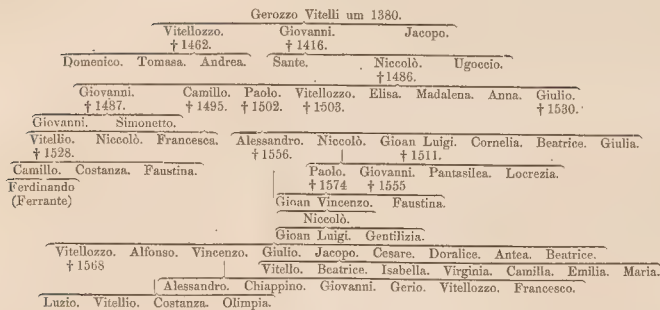 Gerozzo Vitelli um 1380.
Vitellozzo. Giovanni. Jacopo.
† 1462. † 1416.
Domenico. Tomasa. Andrea. Sante. Niccolò. Ugoccio.
† 1486.
Giovanni. Camillo. Paolo. Vitellozzo. Elisa. Madalena. Anna. Giulio.
† 1487. † 1495. † 1502. † 1503. † 1530.
Giovanni. Simonetto.
Vitellio. Niccolò. Francesca. Alessandro. Niccolò. Gioan Luigi. Cornelia. Beatrice. Giulia.
† 1528. † 1556. † 1511.
Camillo. Costanza. Faustina. Paolo. Giovanni. Pantasilea. Locrezia.
Ferdinando † 1574 † 1555
(Ferrante) Gioan Vincenzo. Faustina.
Niccolò.
Gioan Luigi. Gentilizia.
Vitellozzo. Alfonso. Vincenzo. Giulio. Jacopo. Cesare. Doralice. Antea. Beatrice.
† 1568 Vitello. Beatrice. Isabella. Virginia. Camilla. Emilia. Maria.
Alessandro. Chiappino. Giovanni. Gerio. Vitellozzo. Francesco.
Luzio. Vitellio. Costanza. Olimpia.